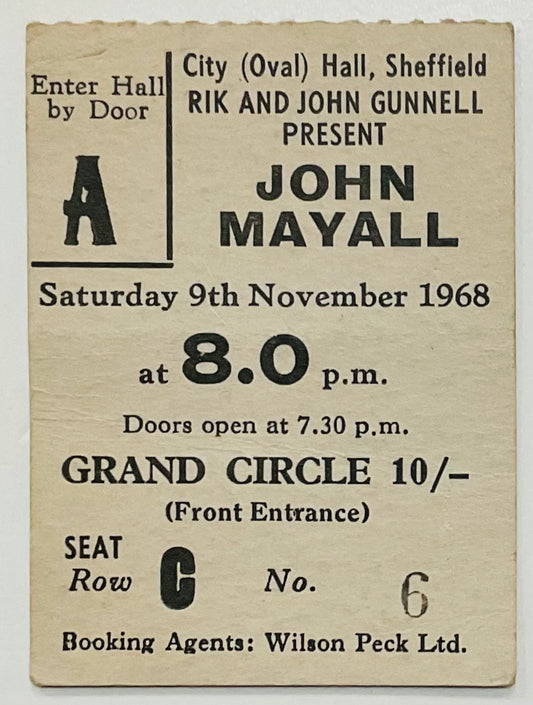 Enter Hall
by Door
A
City (Oval) Hall, Sheffield
RIK AND JOHN GUNNELL
PRESENT
JOHN
MAYALL
Saturday 9th November 1968
at 8.0 p.m.
Doors open at 7.30 p.m.
GRAND CIRCLE 10/-
(Front Entrance)
SEAT
Row C No. 6
Booking Agents: Wilson Peck Ltd.